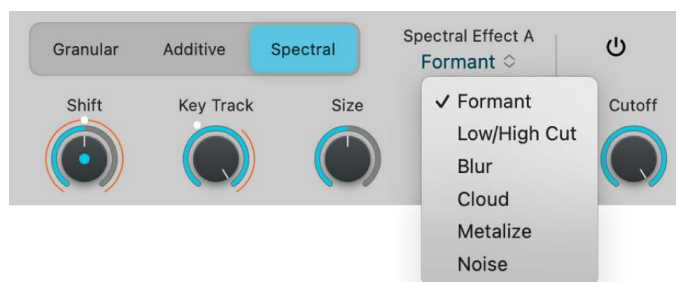 Granular
Additive
Spectral
Spectral Effect A
Formant
Shift
Key Track
Size
Cutoff
✓ Formant
Low/High Cut
Blur
Cloud
Metalize
Noise